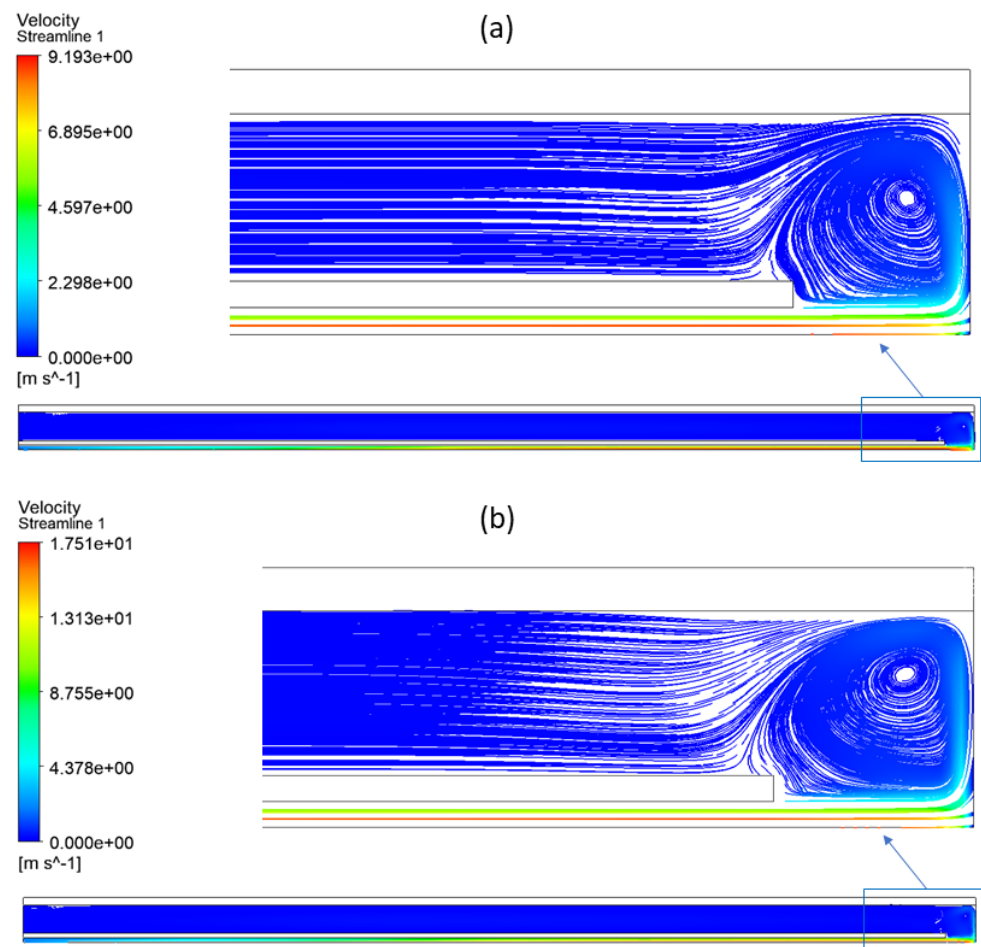 (a)
Velocity
Streamline 1
9.193e+00
6.895e+00
4.597e+00
2.298e+00
0.000e+00
[m s^-1]
(b)
Velocity
Streamline 1
1.751e+01
1.313e+01
8.755e+00
4.378e+00
0.000e+00
[m s^-1]